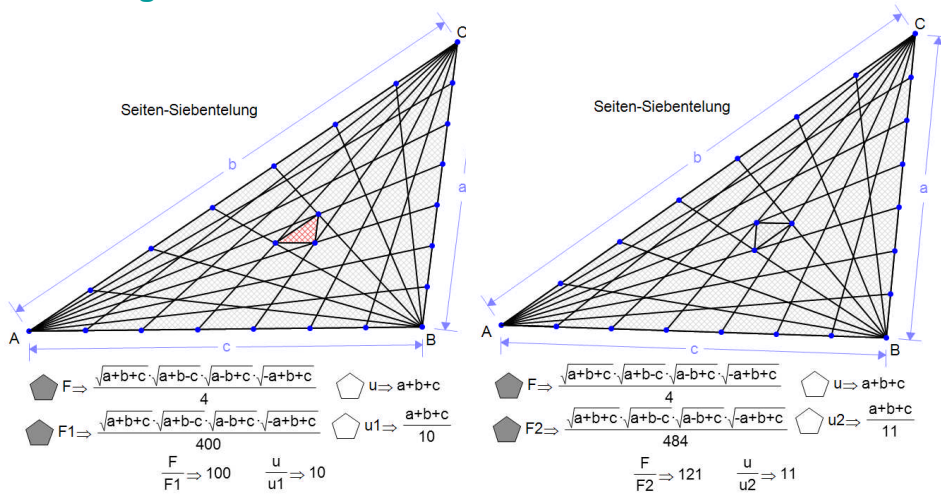 C
Seiten-Siebentelung
b
a
A
c
B
F⇒ √a+b+c·√a+b-c·√a-b+c·√-a+b+c / 4
u⇒ a+b+c
F1⇒ √a+b+c·√a+b-c·√a-b+c·√-a+b+c / 400
u1⇒ a+b+c / 10
F / F1 ⇒ 100
u / u1 ⇒ 10
C
Seiten-Siebentelung
b
a
A
c
B
F⇒ √a+b+c·√a+b-c·√a-b+c·√-a+b+c / 4
u⇒ a+b+c
F2⇒ √a+b+c·√a+b-c·√a-b+c·√-a+b+c / 484
u2⇒ a+b+c / 11
F / F2 ⇒ 121
u / u2 ⇒ 11